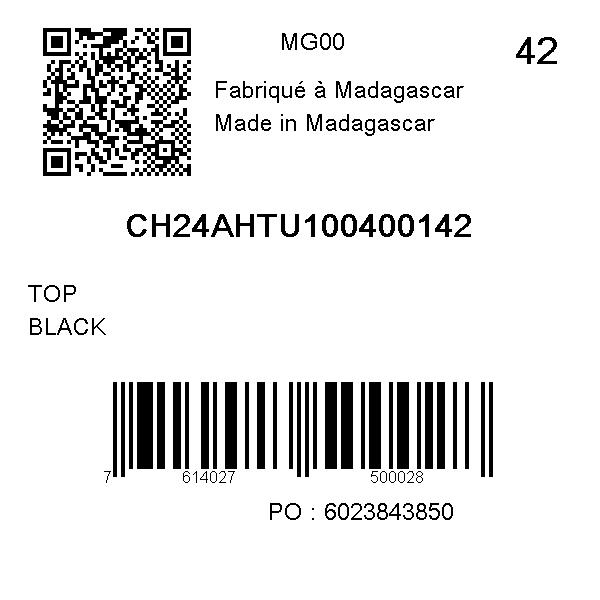 MG00
42
Fabriqué à Madagascar
Made in Madagascar
CH24AHTU100400142
TOP
BLACK
7 614027 500028
PO : 6023843850